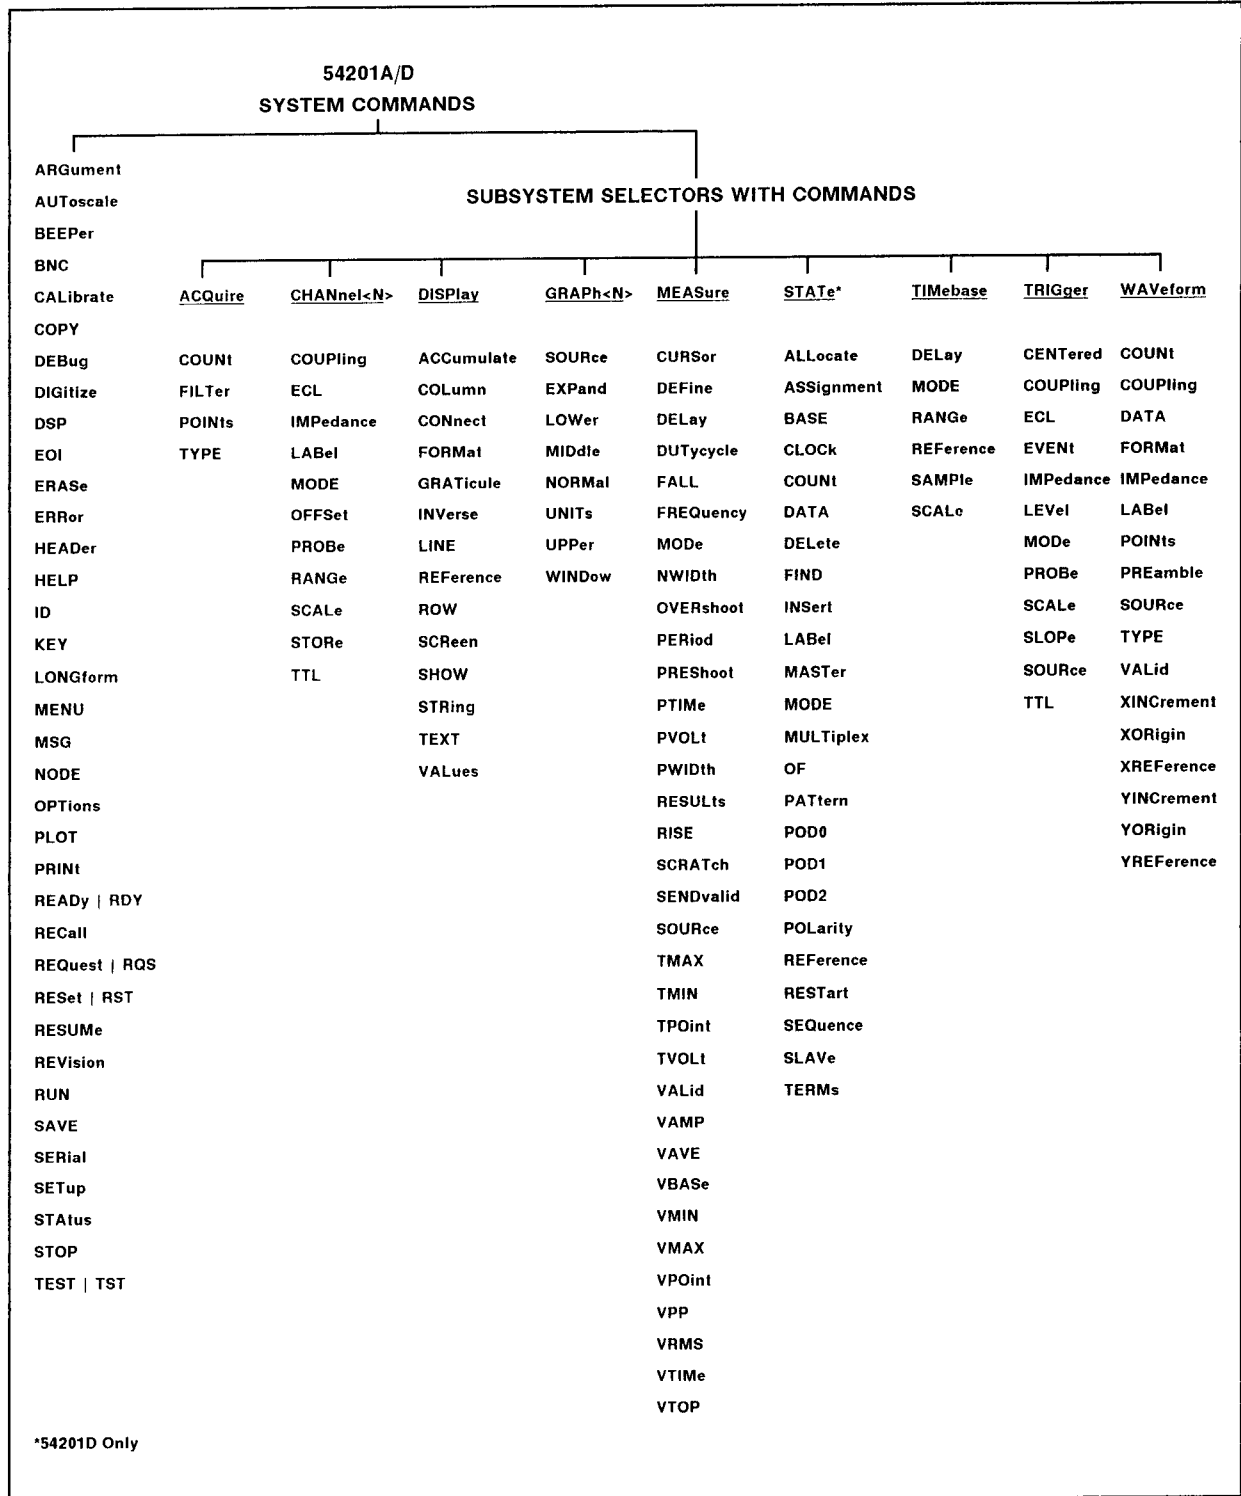 54201A/D
SYSTEM COMMANDS
ARGument
AUToscale
SUBSYSTEM SELECTORS WITH COMMANDS
BEEPer
BNC
CALibrate ACQuire CHANnel<N> DISPlay GRAPh<N> MEASure STATe* TIMebase TRIGger WAVeform
COPY
DEBug COUNt COUPling ACCumulate SOURce CURSor ALLocate DELay CENTered COUNt
DIGitize FILTer ECL COLumn EXPand DEFine ASSignment MODE COUPling COUPling
DSP POINts IMPedance CONnect LOWer DELay BASE RANGe ECL DATA
EOI TYPE LABel FORMat MIDdle DUTycycle CLOCk REFerence EVENt FORMat
ERASe MODE GRATicule NORMal FALL COUNt SAMPle IMPedance IMPedance
ERRor OFFSet INVerse UNITs FREQuency DATA SCALe LEVel LABel
HEADer PROBe LINE UPPer MODe DELete MODe POINts
HELP RANGe REFerence WINDow NWIDth FIND PROBe PREamble
ID SCALe ROW OVERshoot INSert SCALe SOURce
KEY STORe SCReen PERiod LABel SLOPe TYPE
LONGform TTL SHOW PREShoot MASTer SOURce VALid
MENU STRing PTIMe MODE TTL XINCrement
MSG TEXT PVOLt MULTiplex XORigin
NODE VALues PWIDth OF XREFerence
OPTions RESULts PATtern YINCrement
PLOT RISE POD0 YORigin
PRINt SCRATch POD1 YREFerence
READy | RDY SENDvalid POD2
RECall SOURce POLarity
REQuest | RQS TMAX REFerence
RESet | RST TMIN RESTart
RESUMe TPOint SEQuence
REVision TVOLt SLAVe
RUN VALid TERMs
SAVE VAMP
SERial VAVE
SETup VBASe
STAtus VMIN
STOP VMAX
TEST | TST VPOint
VPP
VRMS
VTIMe
VTOP
*54201D Only